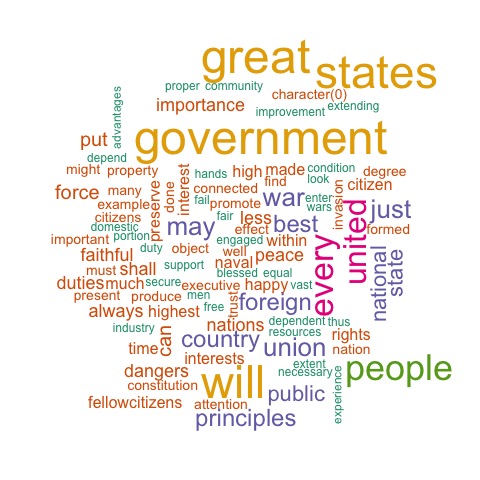 great
states
proper community
character(0)
importance
improvement extending
advantages
put
government
depend
might property
interest
hands high made condition degree
find look
force many done connected citizen
preserve
fail promote war enter invasion
example
wars
united
just
citizens
fair less best
domestic
may
effect
formed
important portion
engaged within
every
duty object well
faithful
naval peace
national
state
must shall support blessed equal
duties much secure executive happy vast
present produce men
trust
foreign
free
always highest
nations dependent thus
industry
can
resources
country union rights
time
nation
interests
extent
dangers
necessary people
constitution
will
experience
fellowcitizens attention public
principles